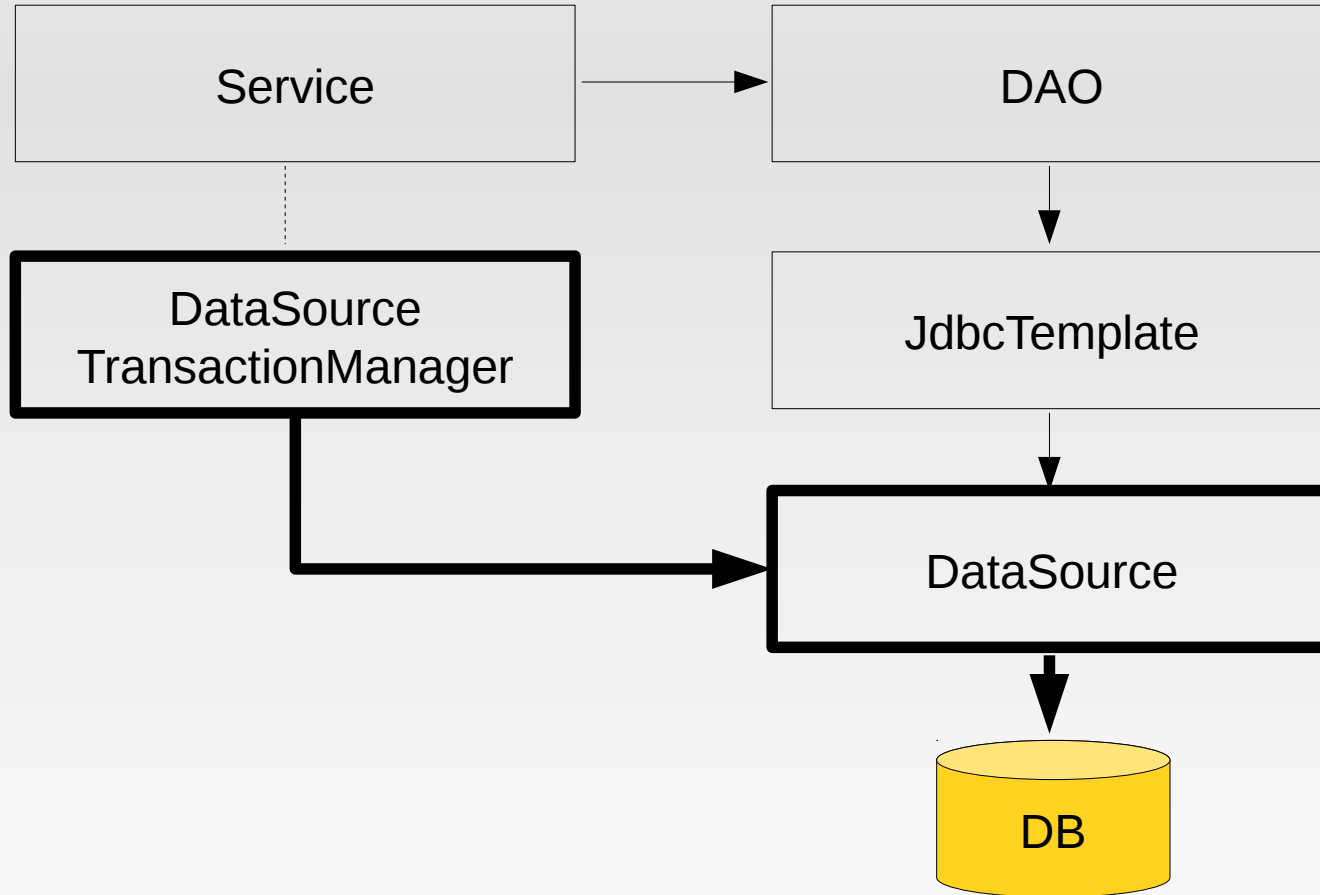 Service
DAO
DataSource
TransactionManager
JdbcTemplate
DataSource
DB